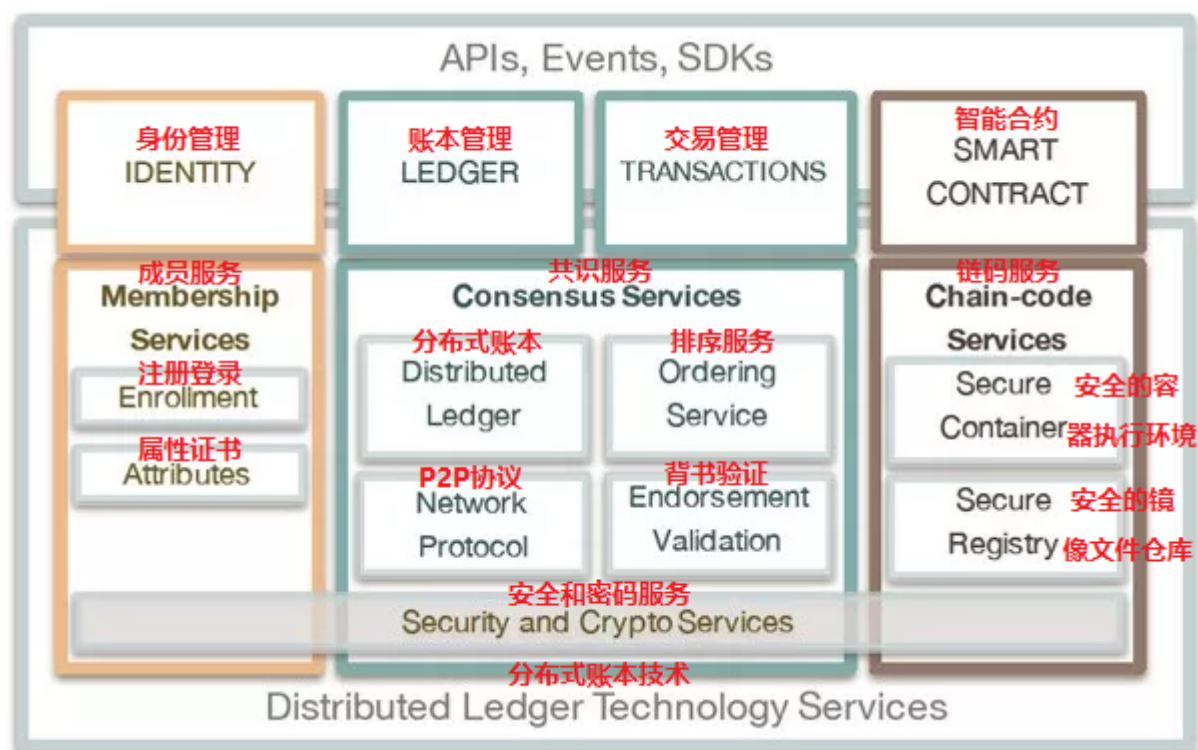 APIs, Events, SDKs
身份管理
IDENTITY
账本管理
LEDGER
交易管理
TRANSACTIONS
智能合约
SMART
CONTRACT
成员服务
Membership
Services
注册登录
Enrollment
属性证书
Attributes
共识服务
Consensus Services
分布式账本
Distributed
Ledger
排序服务
Ordering
Service
P2P协议
Network
Protocol
背书验证
Endorsement
Validation
链码服务
Chain-code
Services
Secure 安全的容
Container 器执行环境
Secure 安全的镜
Registry 像文件仓库
安全和密码服务
Security and Crypto Services
分布式账本技术
Distributed Ledger Technology Services